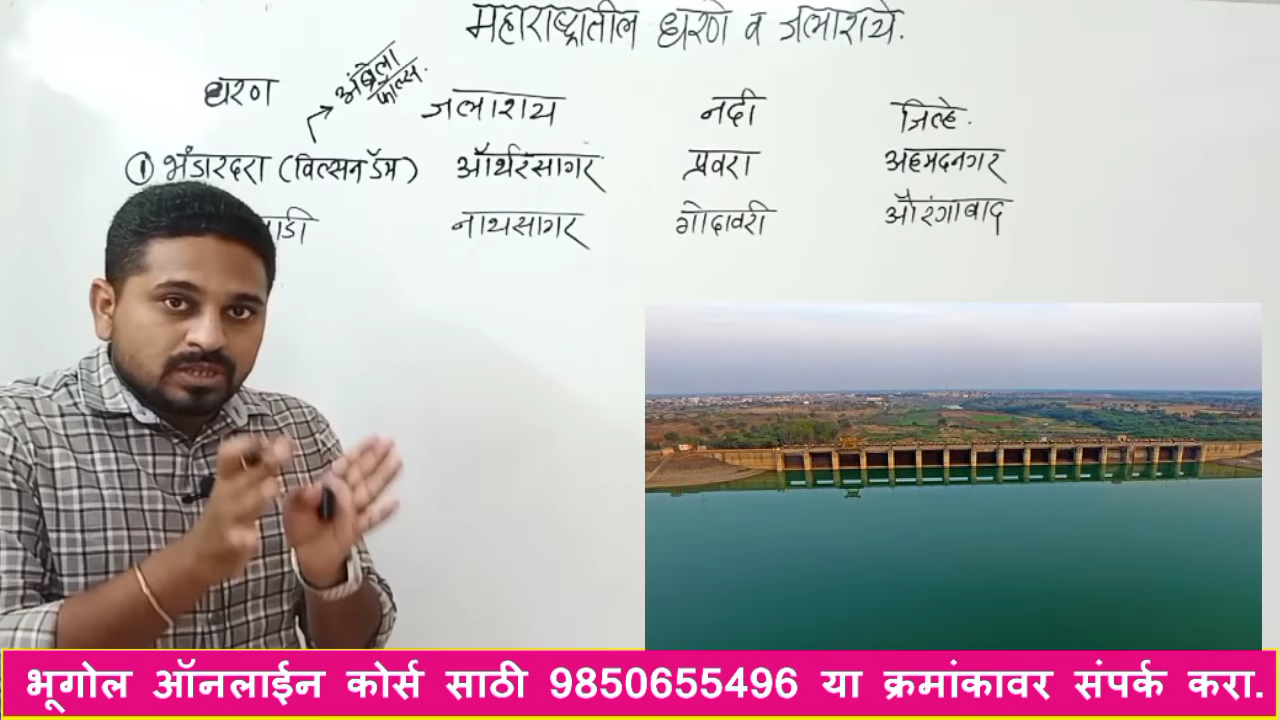 महाराष्ट्रातील धरणे व जलाशये.
धरण
अंब्रेला
फॉल्स.
जलाशय
नदी
जिल्हे.
① भंडारदरा (विल्सन डॅम) ऑर्थरसागर प्रवरा अहमदनगर
नाथसागर गोदावरी औरंगाबाद
भूगोल ऑनलाईन कोर्स साठी 9850655496 या क्रमांकावर संपर्क करा.